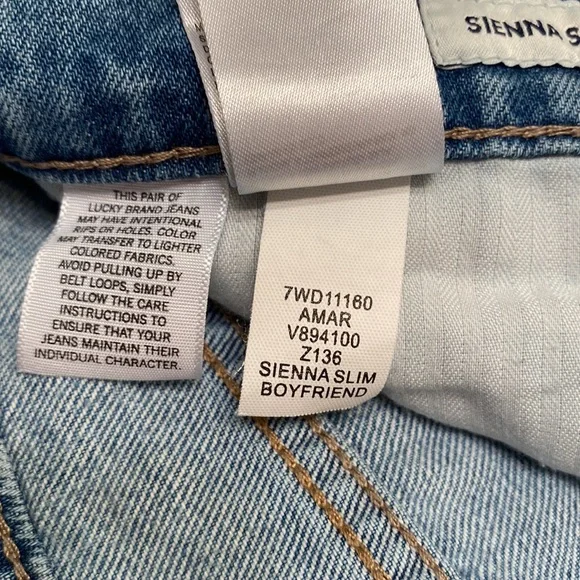 SIENNA S
THIS PAIR OF
LUCKY BRAND JEANS
MAY HAVE INTENTIONAL
RIPS OR HOLES. COLOR
MAY TRANSFER TO LIGHTER
COLORED FABRICS.
AVOID PULLING UP BY
BELT LOOPS, SIMPLY
FOLLOW THE CARE
INSTRUCTIONS TO
ENSURE THAT YOUR
JEANS MAINTAIN THEIR
INDIVIDUAL CHARACTER.
7WD11160
AMAR
V894100
Z136
SIENNA SLIM
BOYFRIEND